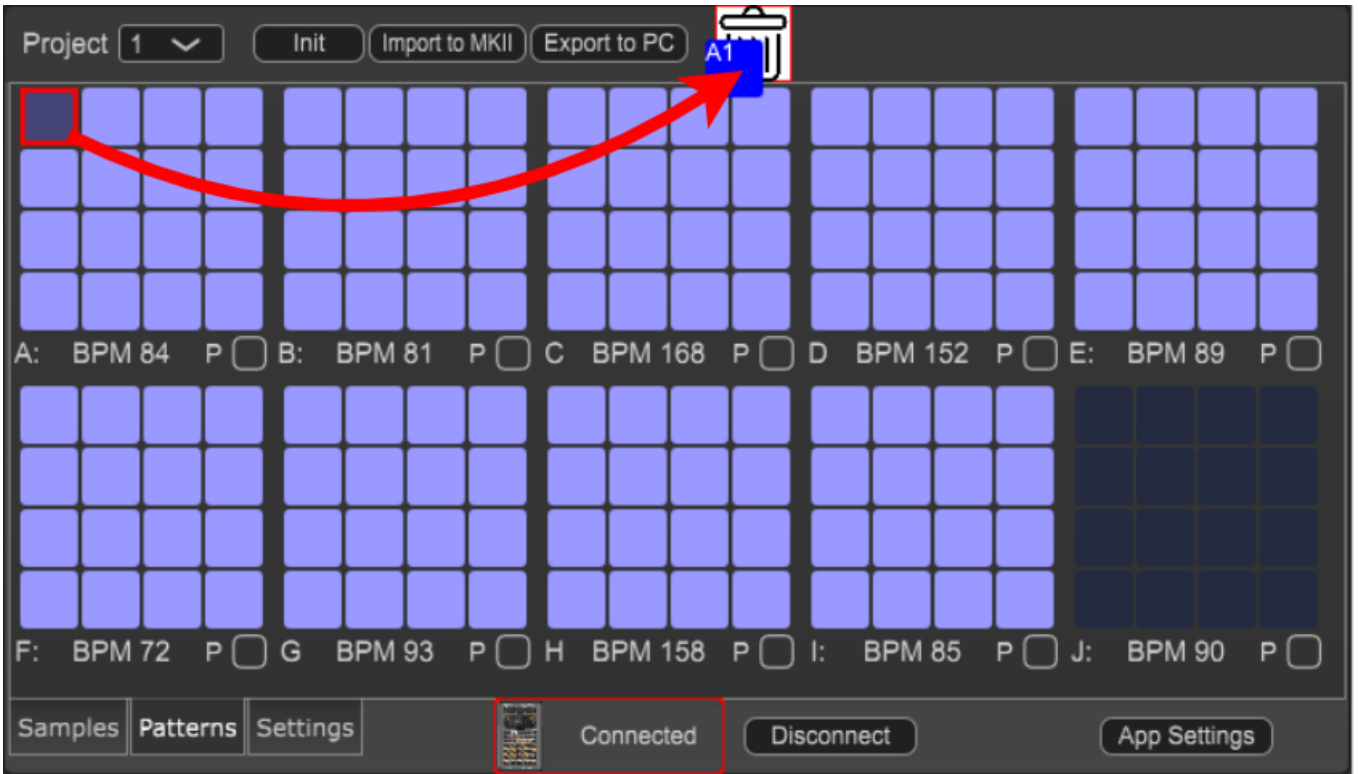 Project 1 Init Import to MKII Export to PC
A1
A: BPM 84 P B: BPM 81 P C BPM 168 P D BPM 152 P E: BPM 89 P
F: BPM 72 P G BPM 93 P H BPM 158 P I: BPM 85 P J: BPM 90 P
Samples Patterns Settings Connected Disconnect App Settings